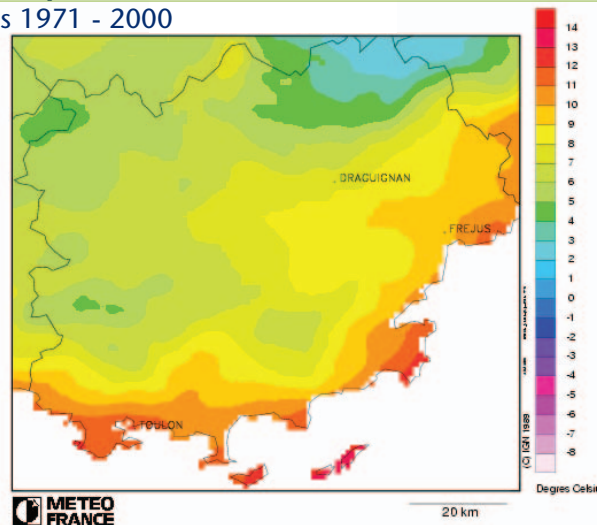 s 1971 - 2000
DRAGUIGNAN
FREJUS
TOULON
14
13
12
11
10
9
8
7
6
5
4
3
2
1
0
-1
-2
-3
-4
-5
-6
-7
-8
(C) IGN 1989
Degres Celsi
METEO
FRANCE
20 km